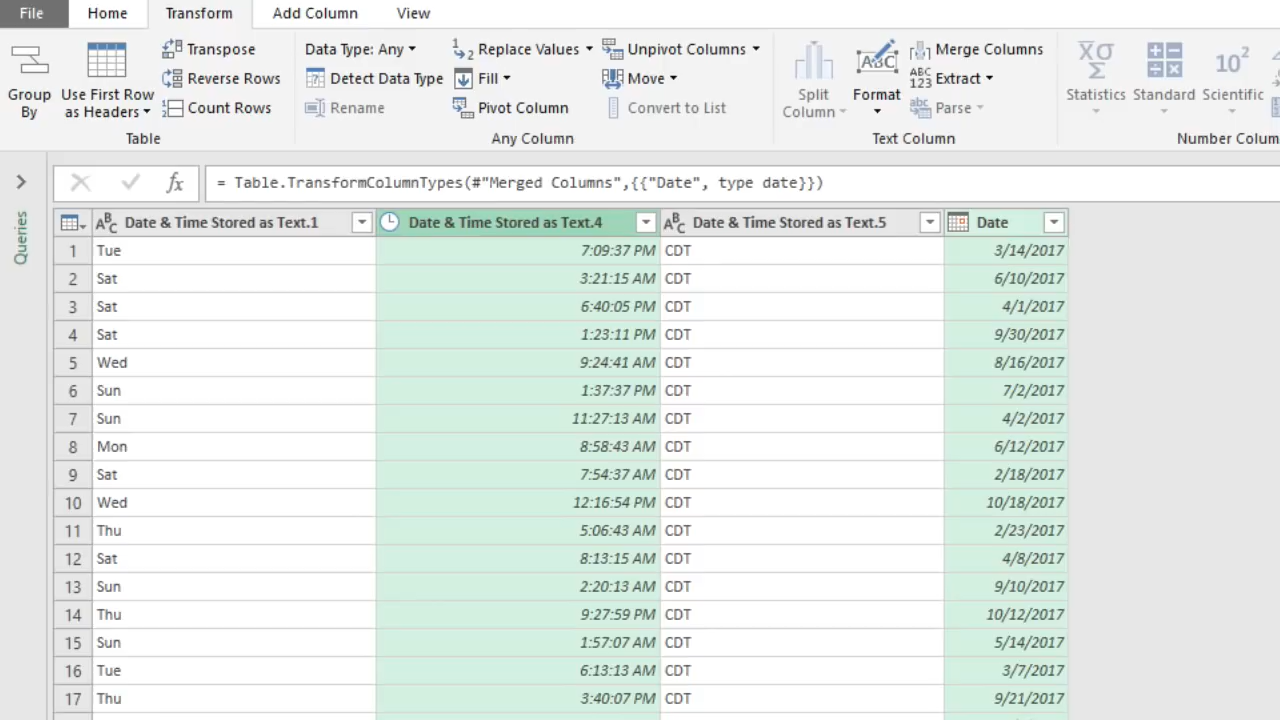 File Home Transform Add Column View
Group By
Use First Row as Headers
Transpose
Reverse Rows
Count Rows
Table
Data Type: Any
Detect Data Type
Rename
Replace Values
Fill
Pivot Column
Unpivot Columns
Move
Convert to List
Any Column
Split Column
Format
Merge Columns
Extract
Parse
Text Column
Statistics
Standard
Scientific
Number Colum
Queries
= Table.TransformColumnTypes(#"Merged Columns",{{"Date", type date}})
Date & Time Stored as Text.1 Date & Time Stored as Text.4 Date & Time Stored as Text.5 Date
1 Tue 7:09:37 PM CDT 3/14/2017
2 Sat 3:21:15 AM CDT 6/10/2017
3 Sat 6:40:05 PM CDT 4/1/2017
4 Sat 1:23:11 PM CDT 9/30/2017
5 Wed 9:24:41 AM CDT 8/16/2017
6 Sun 1:37:37 PM CDT 7/2/2017
7 Sun 11:27:13 AM CDT 4/2/2017
8 Mon 8:58:43 AM CDT 6/12/2017
9 Sat 7:54:37 AM CDT 2/18/2017
10 Wed 12:16:54 PM CDT 10/18/2017
11 Thu 5:06:43 AM CDT 2/23/2017
12 Sat 8:13:15 AM CDT 4/8/2017
13 Sun 2:20:13 AM CDT 9/10/2017
14 Thu 9:27:59 PM CDT 10/12/2017
15 Sun 1:57:07 AM CDT 5/14/2017
16 Tue 6:13:13 AM CDT 3/7/2017
17 Thu 3:40:07 PM CDT 9/21/2017